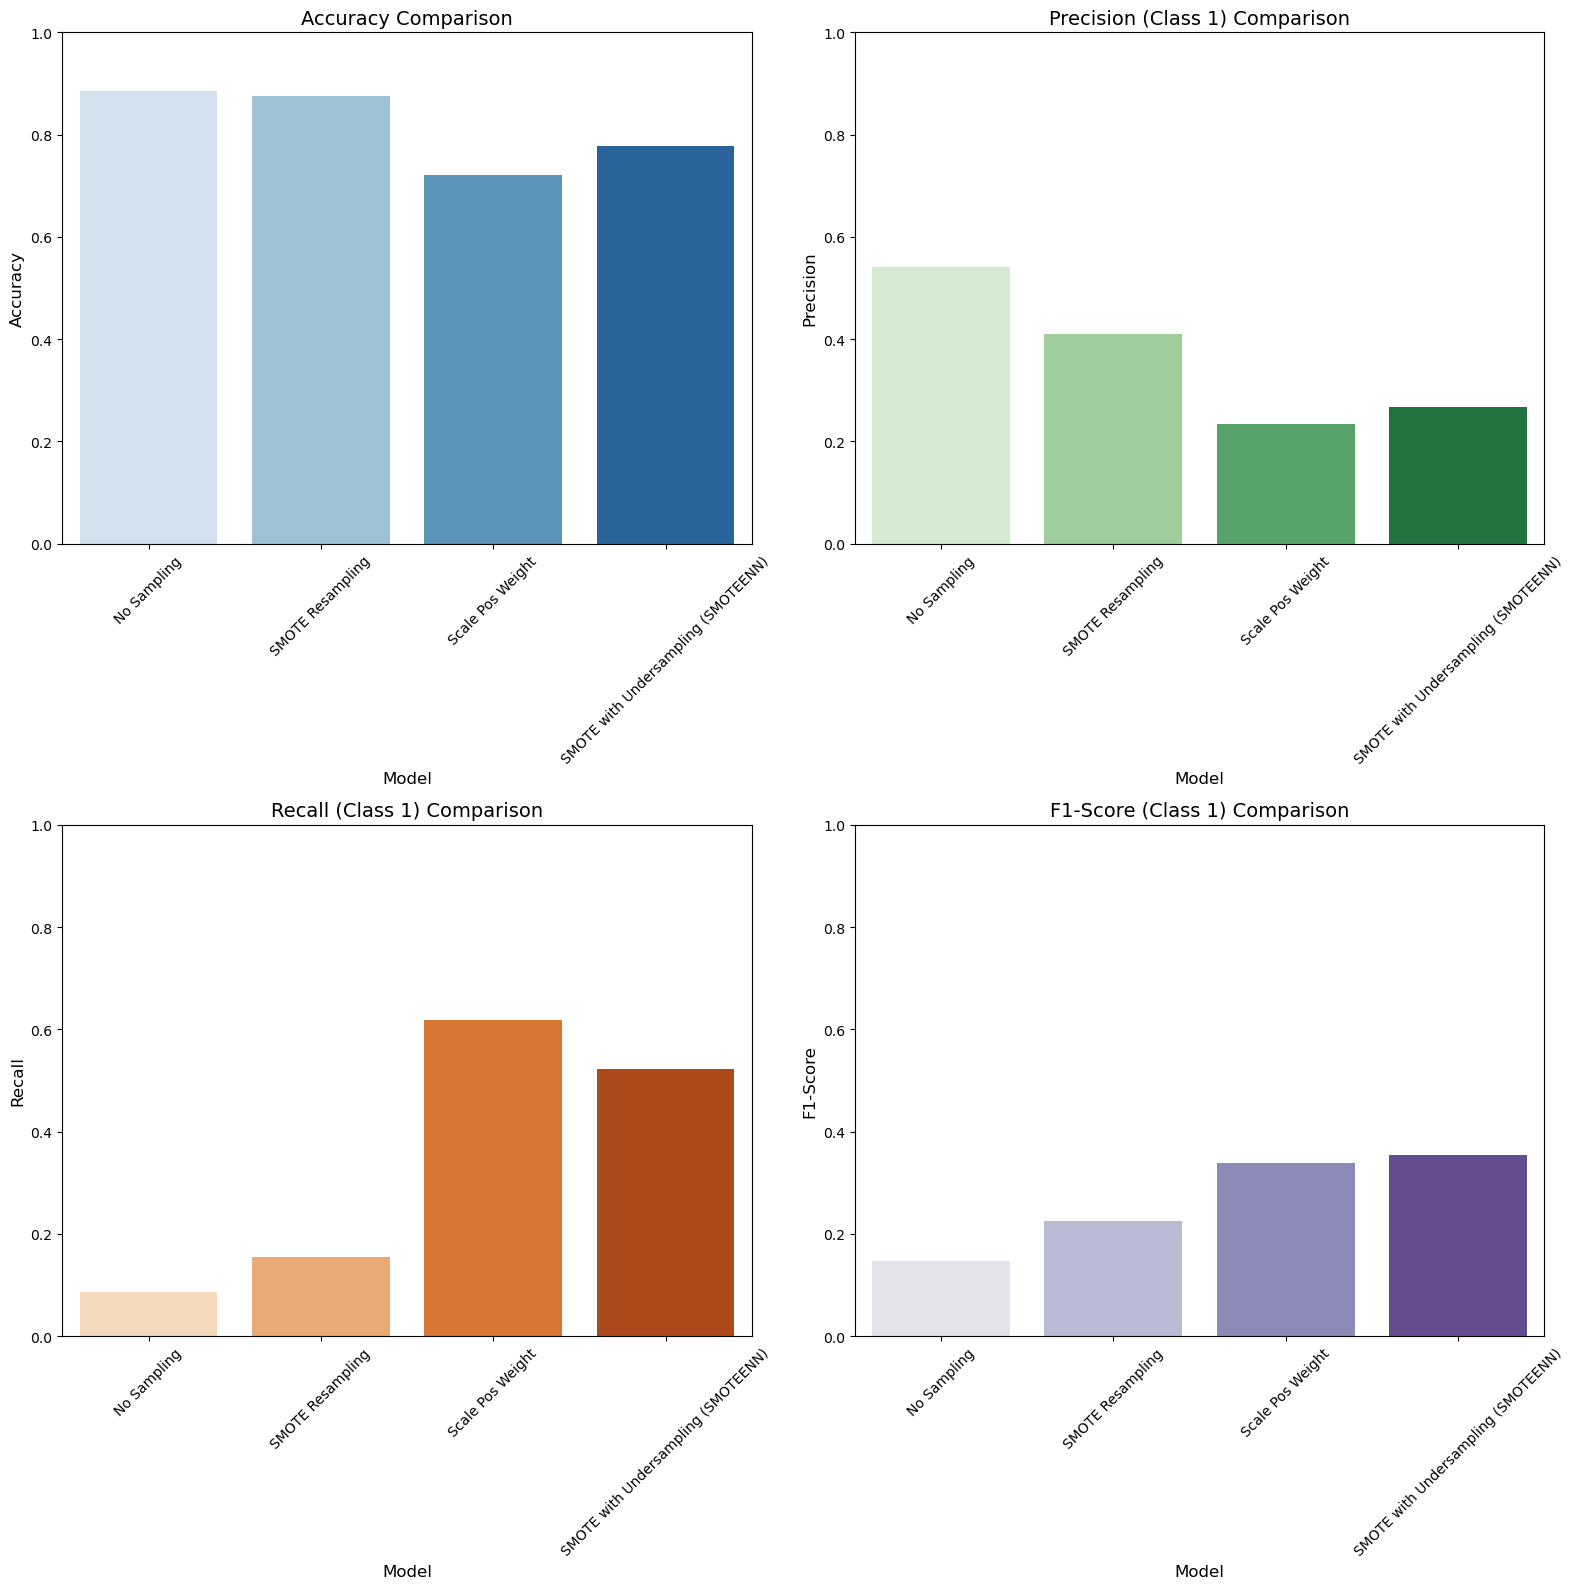 Accuracy Comparison
1.0
0.8
0.6
0.4
0.2
0.0
Accuracy
No Sampling
SMOTE Resampling
Scale Pos Weight
SMOTE with Undersampling (SMOTEENN)
Model
Precision (Class 1) Comparison
1.0
0.8
0.6
0.4
0.2
0.0
Precision
No Sampling
SMOTE Resampling
Scale Pos Weight
SMOTE with Undersampling (SMOTEENN)
Model
Recall (Class 1) Comparison
1.0
0.8
0.6
0.4
0.2
0.0
Recall
No Sampling
SMOTE Resampling
Scale Pos Weight
SMOTE with Undersampling (SMOTEENN)
Model
F1-Score (Class 1) Comparison
1.0
0.8
0.6
0.4
0.2
0.0
F1-Score
No Sampling
SMOTE Resampling
Scale Pos Weight
SMOTE with Undersampling (SMOTEENN)
Model